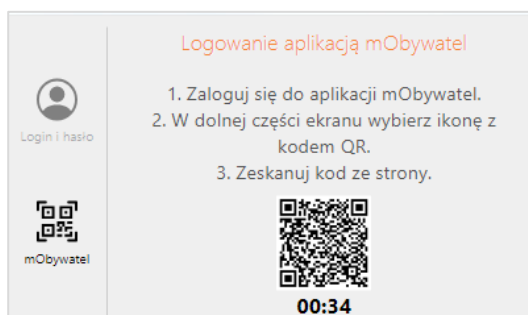 Logowanie aplikacją mObywatel
1. Zaloguj się do aplikacji mObywatel.
2. W dolnej części ekranu wybierz ikonę z
kodem QR.
3. Zeskanuj kod ze strony.
00:34
Login i hasło
mObywatel